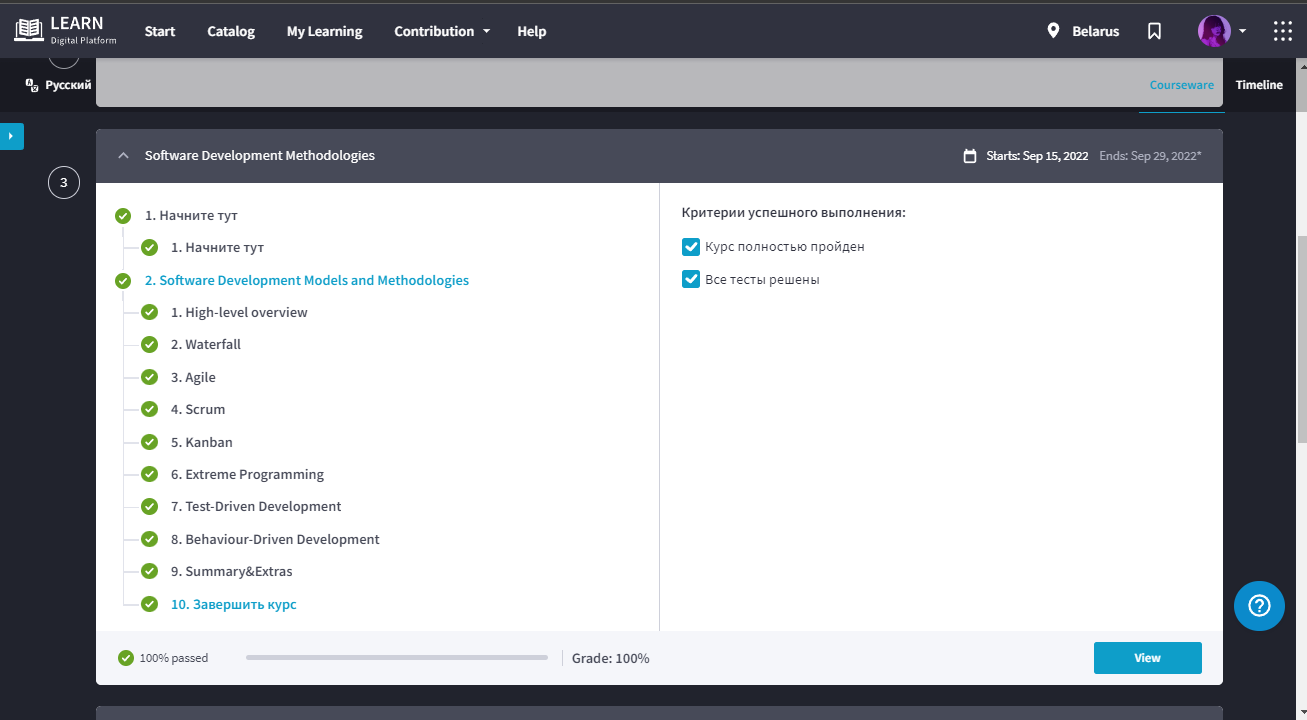 LEARN
Digital Platform
Start
Catalog
My Learning
Contribution
Help
Belarus
Русский
Courseware
Timeline
3
Software Development Methodologies
Starts: Sep 15, 2022
Ends: Sep 29, 2022*
1. Начните тут
1. Начните тут
2. Software Development Models and Methodologies
1. High-level overview
2. Waterfall
3. Agile
4. Scrum
5. Kanban
6. Extreme Programming
7. Test-Driven Development
8. Behaviour-Driven Development
9. Summary&Extras
10. Завершить курс
Критерии успешного выполнения:
Курс полностью пройден
Все тесты решены
100% passed
Grade: 100%
View